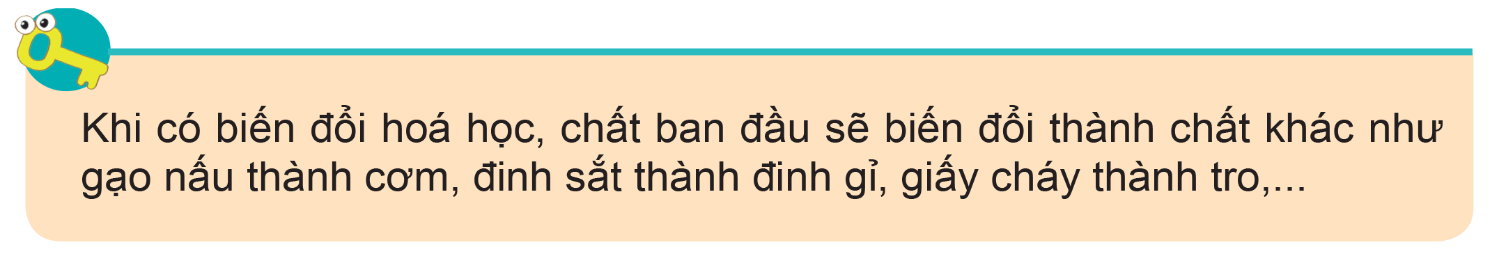 Khi có biến đổi hoá học, chất ban đầu sẽ biến đổi thành chất khác như
gạo nấu thành cơm, đinh sắt thành đinh gỉ, giấy cháy thành tro,...